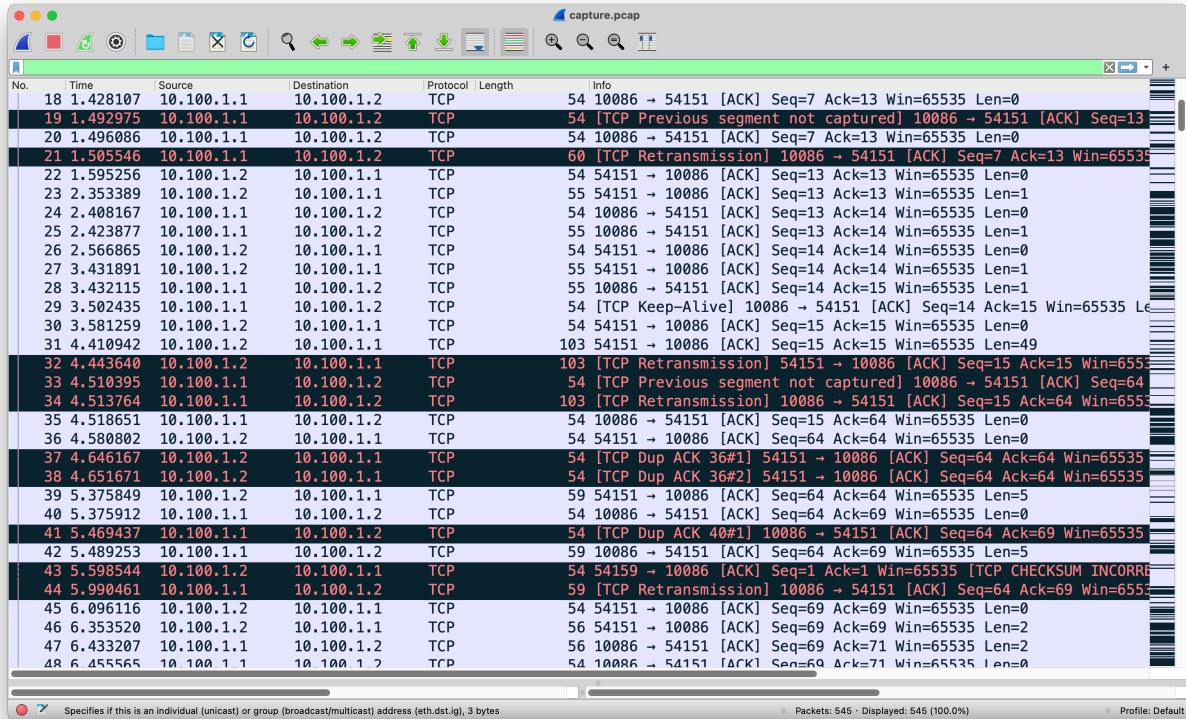 capture.pcap
No. Time Source Destination Protocol Length Info
18 1.428107 10.100.1.1 10.100.1.2 TCP 54 10086 → 54151 [ACK] Seq=7 Ack=13 Win=65535 Len=0
19 1.492975 10.100.1.1 10.100.1.2 TCP 54 [TCP Previous segment not captured] 10086 → 54151 [ACK] Seq=13
20 1.496086 10.100.1.1 10.100.1.2 TCP 54 10086 → 54151 [ACK] Seq=7 Ack=13 Win=65535 Len=0
21 1.505546 10.100.1.1 10.100.1.2 TCP 60 [TCP Retransmission] 10086 → 54151 [ACK] Seq=7 Ack=13 Win=65535
22 1.595256 10.100.1.2 10.100.1.1 TCP 54 54151 → 10086 [ACK] Seq=13 Ack=13 Win=65535 Len=0
23 2.353389 10.100.1.2 10.100.1.1 TCP 55 54151 → 10086 [ACK] Seq=13 Ack=13 Win=65535 Len=1
24 2.408167 10.100.1.1 10.100.1.2 TCP 54 10086 → 54151 [ACK] Seq=13 Ack=14 Win=65535 Len=0
25 2.423877 10.100.1.1 10.100.1.2 TCP 55 10086 → 54151 [ACK] Seq=13 Ack=14 Win=65535 Len=1
26 2.566865 10.100.1.2 10.100.1.1 TCP 54 54151 → 10086 [ACK] Seq=14 Ack=14 Win=65535 Len=0
27 3.431891 10.100.1.2 10.100.1.1 TCP 55 54151 → 10086 [ACK] Seq=14 Ack=14 Win=65535 Len=1
28 3.432115 10.100.1.1 10.100.1.2 TCP 55 10086 → 54151 [ACK] Seq=14 Ack=15 Win=65535 Len=1
29 3.502435 10.100.1.1 10.100.1.2 TCP 54 [TCP Keep-Alive] 10086 → 54151 [ACK] Seq=14 Ack=15 Win=65535 Le
30 3.581259 10.100.1.2 10.100.1.1 TCP 54 54151 → 10086 [ACK] Seq=15 Ack=15 Win=65535 Len=0
31 4.410942 10.100.1.2 10.100.1.1 TCP 103 54151 → 10086 [ACK] Seq=15 Ack=15 Win=65535 Len=49
32 4.443640 10.100.1.2 10.100.1.1 TCP 103 [TCP Retransmission] 54151 → 10086 [ACK] Seq=15 Ack=15 Win=6553
33 4.510395 10.100.1.1 10.100.1.2 TCP 54 [TCP Previous segment not captured] 10086 → 54151 [ACK] Seq=64
34 4.513764 10.100.1.1 10.100.1.2 TCP 103 [TCP Retransmission] 10086 → 54151 [ACK] Seq=15 Ack=64 Win=6553
35 4.518651 10.100.1.1 10.100.1.2 TCP 54 10086 → 54151 [ACK] Seq=15 Ack=64 Win=65535 Len=0
36 4.580802 10.100.1.2 10.100.1.1 TCP 54 54151 → 10086 [ACK] Seq=64 Ack=64 Win=65535 Len=0
37 4.646167 10.100.1.2 10.100.1.1 TCP 54 [TCP Dup ACK 36#1] 54151 → 10086 [ACK] Seq=64 Ack=64 Win=65535
38 4.651671 10.100.1.2 10.100.1.1 TCP 54 [TCP Dup ACK 36#2] 54151 → 10086 [ACK] Seq=64 Ack=64 Win=65535
39 5.375849 10.100.1.2 10.100.1.1 TCP 59 54151 → 10086 [ACK] Seq=64 Ack=64 Win=65535 Len=5
40 5.375912 10.100.1.1 10.100.1.2 TCP 54 10086 → 54151 [ACK] Seq=64 Ack=69 Win=65535 Len=0
41 5.469437 10.100.1.1 10.100.1.2 TCP 54 [TCP Dup ACK 40#1] 10086 → 54151 [ACK] Seq=64 Ack=69 Win=65535
42 5.489253 10.100.1.1 10.100.1.2 TCP 59 10086 → 54151 [ACK] Seq=64 Ack=69 Win=65535 Len=5
43 5.598544 10.100.1.2 10.100.1.1 TCP 54 54159 → 10086 [ACK] Seq=1 Ack=1 Win=65535 [TCP CHECKSUM INCORRE
44 5.990461 10.100.1.1 10.100.1.2 TCP 59 [TCP Retransmission] 10086 → 54151 [ACK] Seq=64 Ack=69 Win=6553
45 6.096116 10.100.1.2 10.100.1.1 TCP 54 54151 → 10086 [ACK] Seq=69 Ack=69 Win=65535 Len=0
46 6.353520 10.100.1.2 10.100.1.1 TCP 56 54151 → 10086 [ACK] Seq=69 Ack=69 Win=65535 Len=2
47 6.433207 10.100.1.1 10.100.1.2 TCP 56 10086 → 54151 [ACK] Seq=69 Ack=71 Win=65535 Len=2
48 6.455565 10.100.1.1 10.100.1.2 TCP 54 10086 → 54151 [ACK] Seq=69 Ack=71 Win=65535 Len=0
Specifies if this is an individual (unicast) or group (broadcast/multicast) address (eth.dst.ig), 3 bytes Packets: 545 · Displayed: 545 (100.0%) Profile: Default